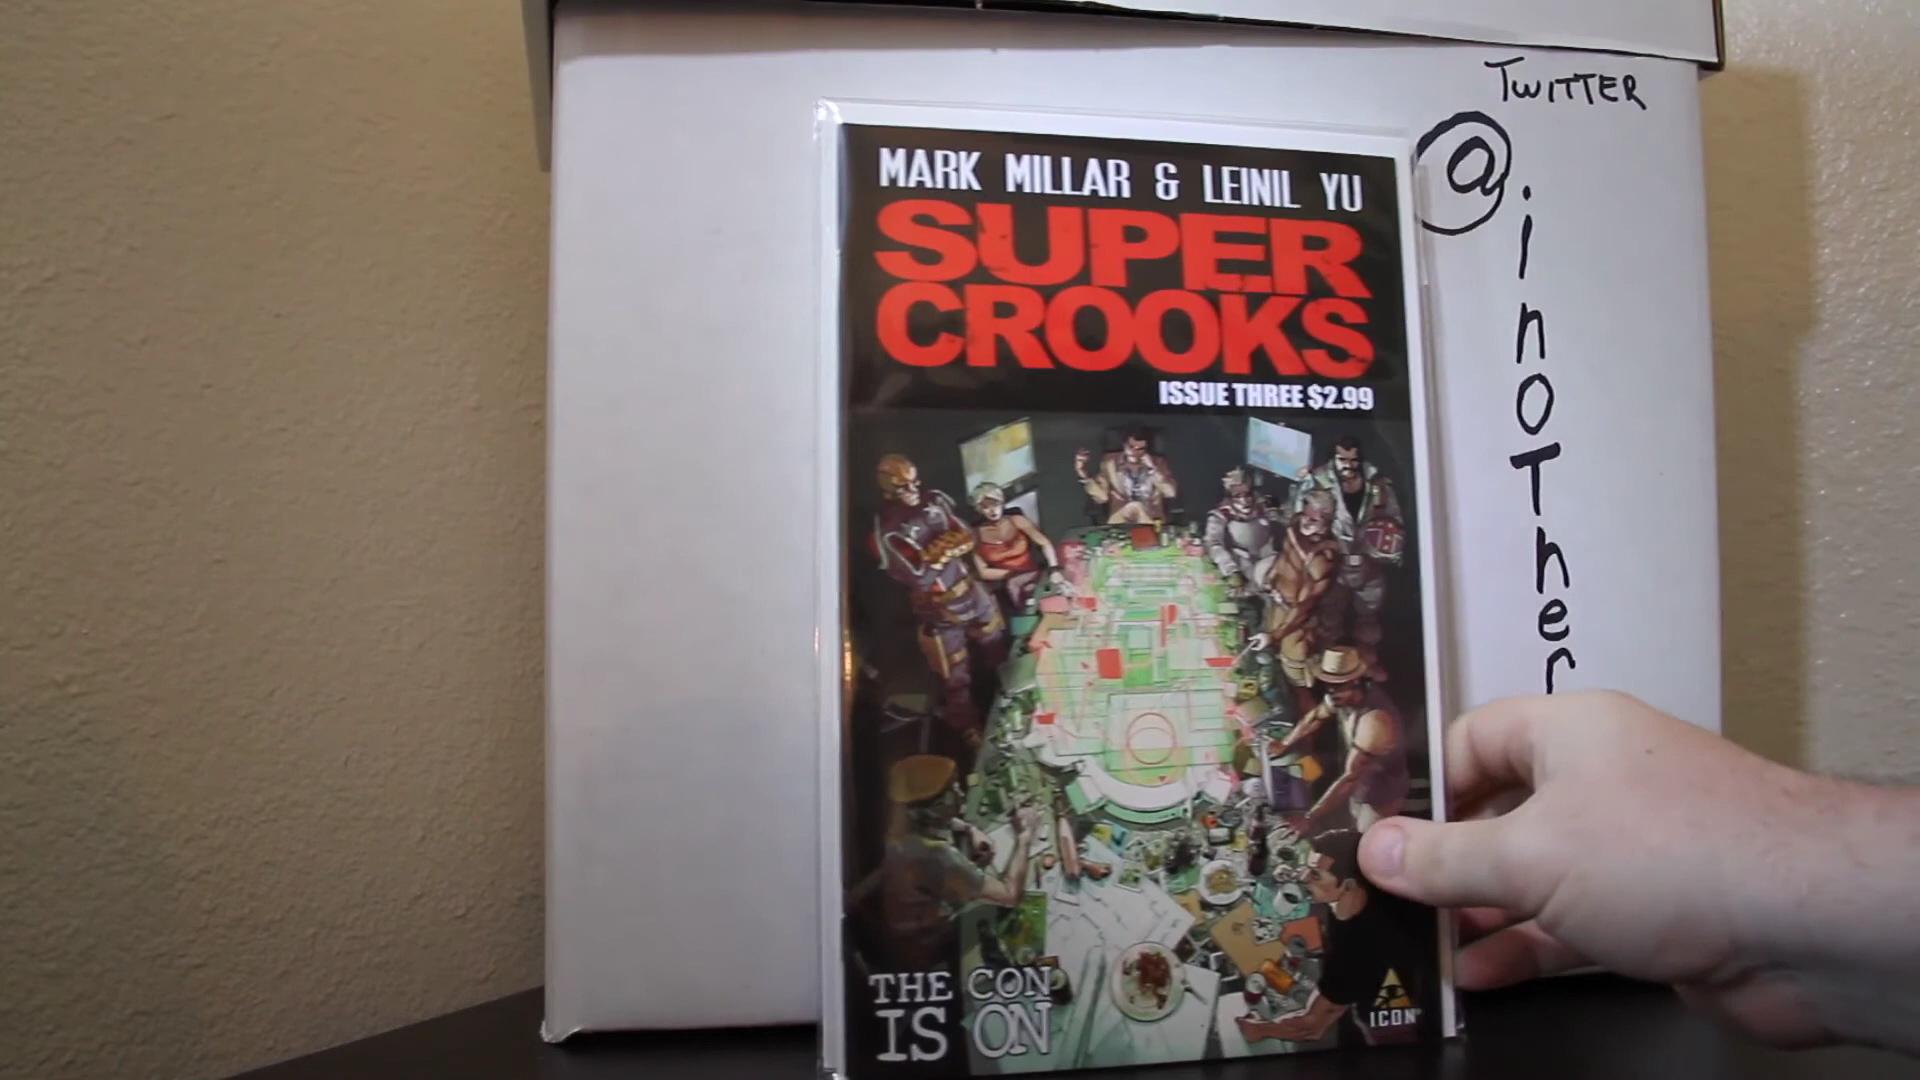 MARK MILLAR & LEINIL YU
SUPER
CROOKS
ISSUE THREE $2.99
THE CON
IS ON
ICON
TWITTER
@inoTher